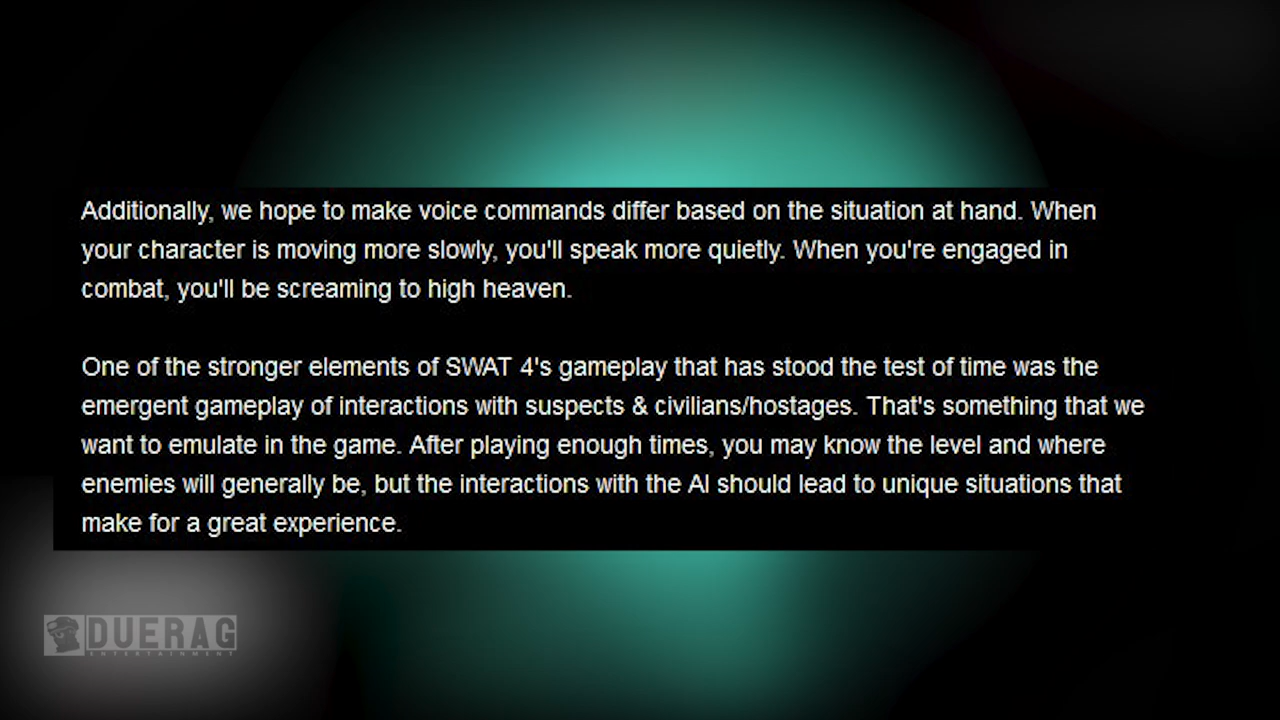 Additionally, we hope to make voice commands differ based on the situation at hand. When
your character is moving more slowly, you'll speak more quietly. When you're engaged in
combat, you'll be screaming to high heaven.
One of the stronger elements of SWAT 4's gameplay that has stood the test of time was the
emergent gameplay of interactions with suspects & civilians/hostages. That's something that we
want to emulate in the game. After playing enough times, you may know the level and where
enemies will generally be, but the interactions with the AI should lead to unique situations that
make for a great experience.
DUERAG
ENTERTAINMENT